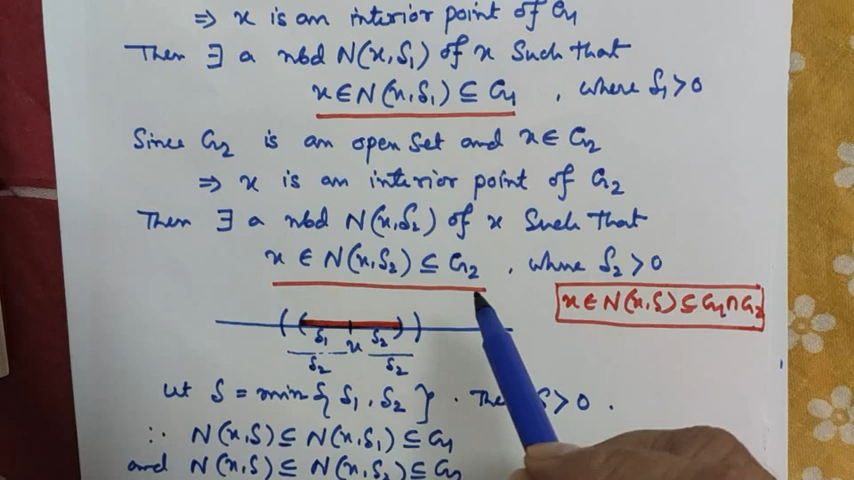 ⇒ x is an interior point of G₁
Then ∃ a nbd N(x,δ₁) of x such that
x ∈ N(x,δ₁) ⊆ G₁ , where δ₁ > 0
Since G₂ is an open set and x ∈ G₂
⇒ x is an interior point of G₂
Then ∃ a nbd N(x,δ₂) of x such that
x ∈ N(x,δ₂) ⊆ G₂ , where δ₂ > 0
x ∈ N(x,δ) ⊆ G₁∩G₂
( ( δ₁ x δ₂ ) )
δ₂ δ₂
Let δ = min{ δ₁, δ₂ } . δ > 0 .
∴ N(x,δ) ⊆ N(x,δ₁) ⊆ G₁
and N(x,δ) ⊆ N(x,δ₂) ⊆ G₂